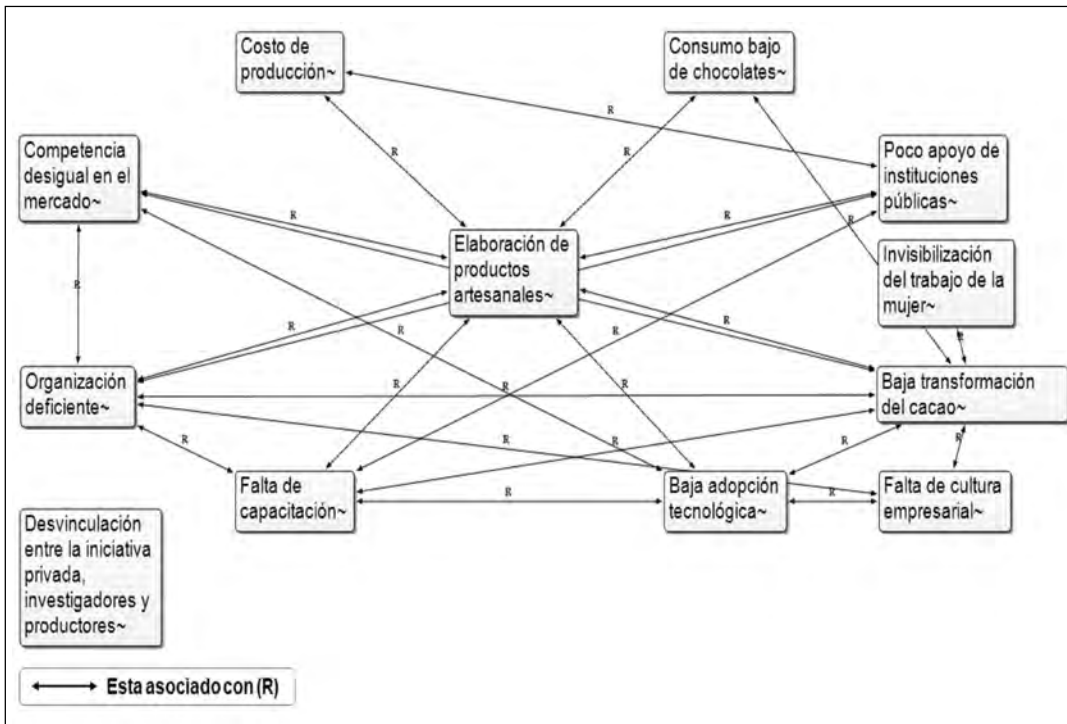 Costo de
producción~
Consumo bajo
de chocolates~
R
Competencia
desigual en el
mercado~
Poco apoyo de
instituciones
públicas~
R
R
R
R
R
Elaboración de
productos
artesanales~
Invisibilización
del trabajo de la
mujer~
R
R
R
R
R
R
Organización
deficiente~
R
R
R
R
Baja transformación
del cacao~
R
R
R
R
R
Falta de
capacitación~
R
Baja adopción
tecnológica~
R
Falta de cultura
empresarial~
Desvinculación
entre la iniciativa
privada,
investigadores y
productores~
Esta asociado con (R)